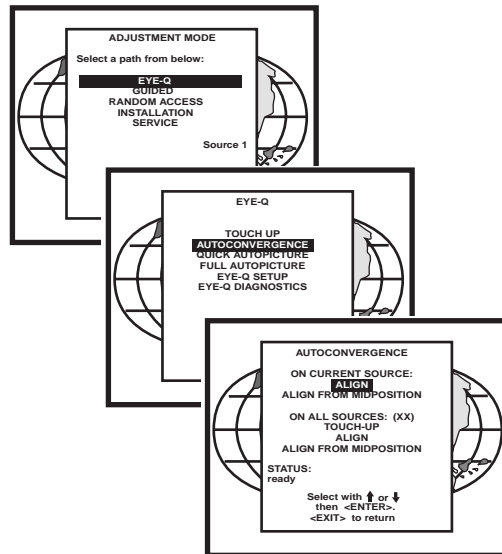 ADJUSTMENT MODE
Select a path from below:
EYE-Q
GUIDED
RANDOM ACCESS
INSTALLATION
SERVICE
Source 1
EYE-Q
TOUCH UP
AUTOCONVERGENCE
QUICK AUTOPICTURE
FULL AUTOPICTURE
EYE-Q SETUP
EYE-Q DIAGNOSTICS
AUTOCONVERGENCE
ON CURRENT SOURCE:
ALIGN
ALIGN FROM MIDPOSITION
ON ALL SOURCES: (XX)
TOUCH-UP
ALIGN
ALIGN FROM MIDPOSITION
STATUS:
ready
Select with ⬆ or ⬇
then <ENTER>.
<EXIT> to return